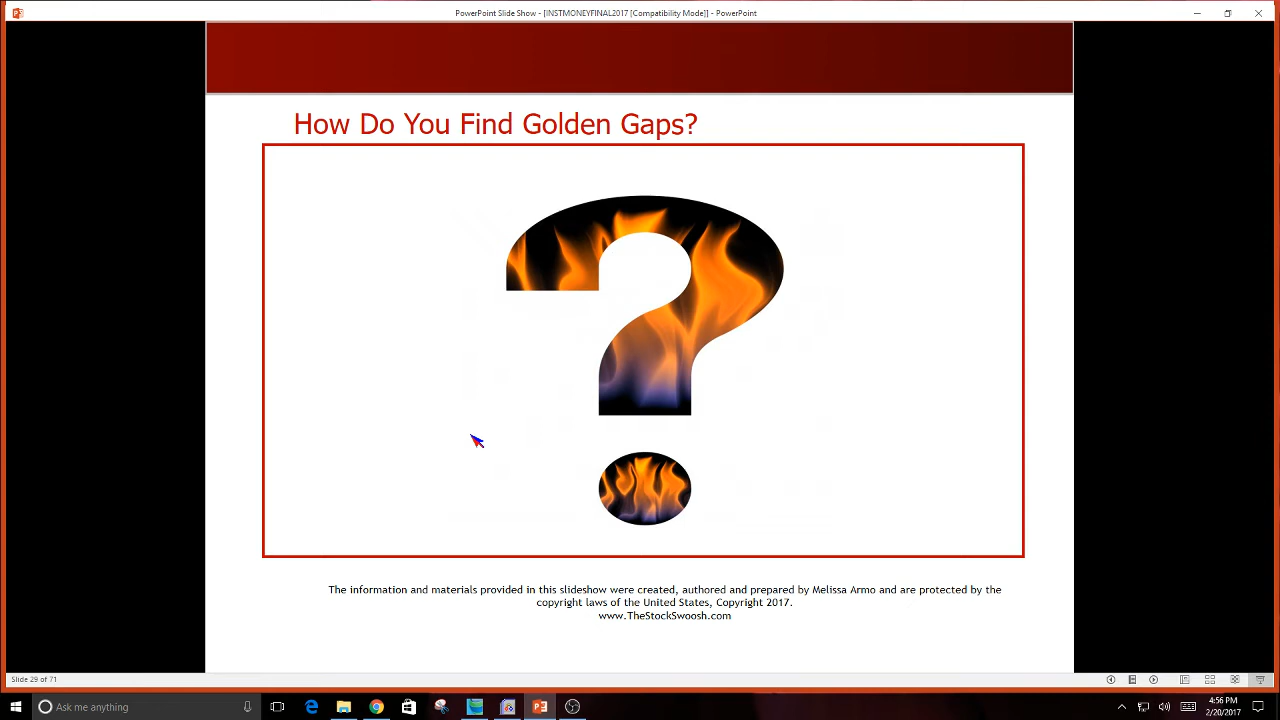 PowerPoint Slide Show - [INSTMONEYFINAL2017 [Compatibility Mode]] - PowerPoint
How Do You Find Golden Gaps?
?
The information and materials provided in this slideshow were created, authored and prepared by Melissa Armo and are protected by the
copyright laws of the United States, Copyright 2017.
www.TheStockSwoosh.com
Slide 29 of 71
Ask me anything
4:56 PM
2/20/2017